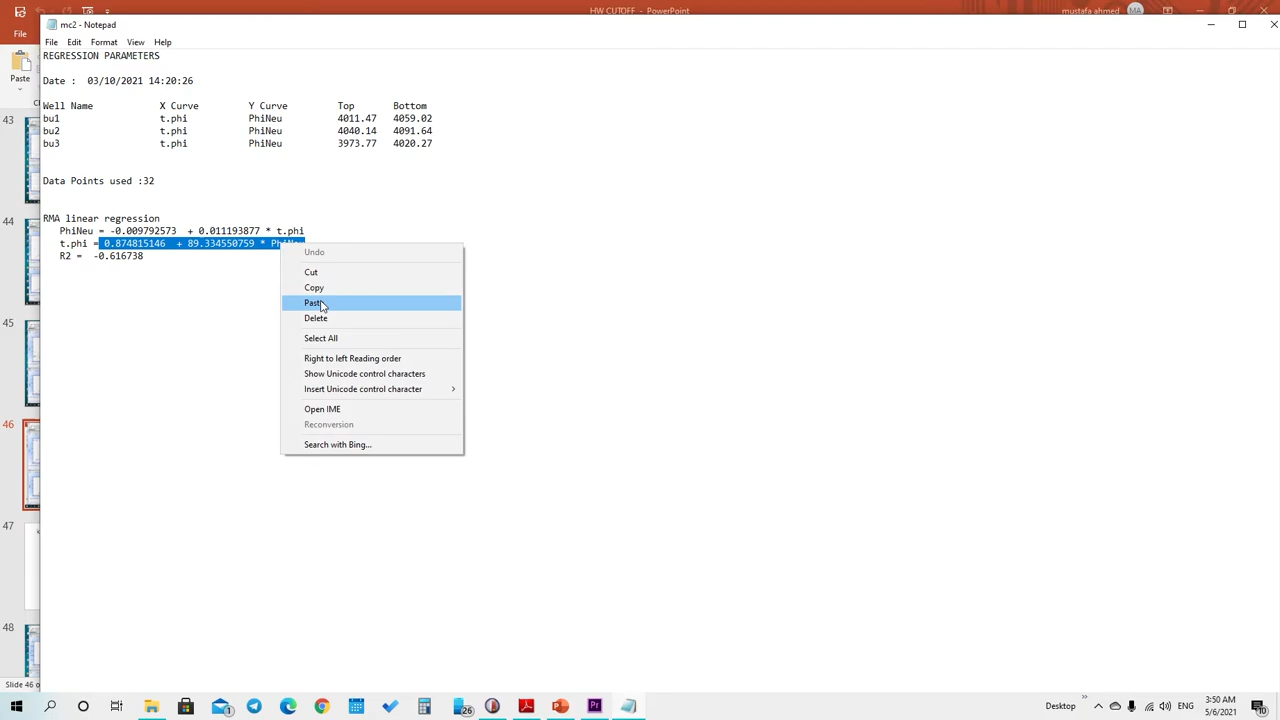 HW CUTOFF - PowerPoint
mustafa ahmed
MA
File
mc2 - Notepad
File Edit Format View Help
Paste
REGRESSION PARAMETERS
Date : 03/10/2021 14:20:26
Well Name X Curve Y Curve Top Bottom
bu1 t.phi PhiNeu 4011.47 4059.02
bu2 t.phi PhiNeu 4040.14 4091.64
bu3 t.phi PhiNeu 3973.77 4020.27
Data Points used :32
RMA linear regression
PhiNeu = -0.009792573 + 0.011193877 * t.phi
t.phi = 0.874815146 + 89.334550759 * PhiNeu
R2 = -0.616738
Undo
Cut
Copy
Paste
Delete
Select All
Right to left Reading order
Show Unicode control characters
Insert Unicode control character
Open IME
Reconversion
Search with Bing...
43
44
45
46
47
48
Slide 46 o
1
26
Desktop
ENG
3:50 AM
5/6/2021
10